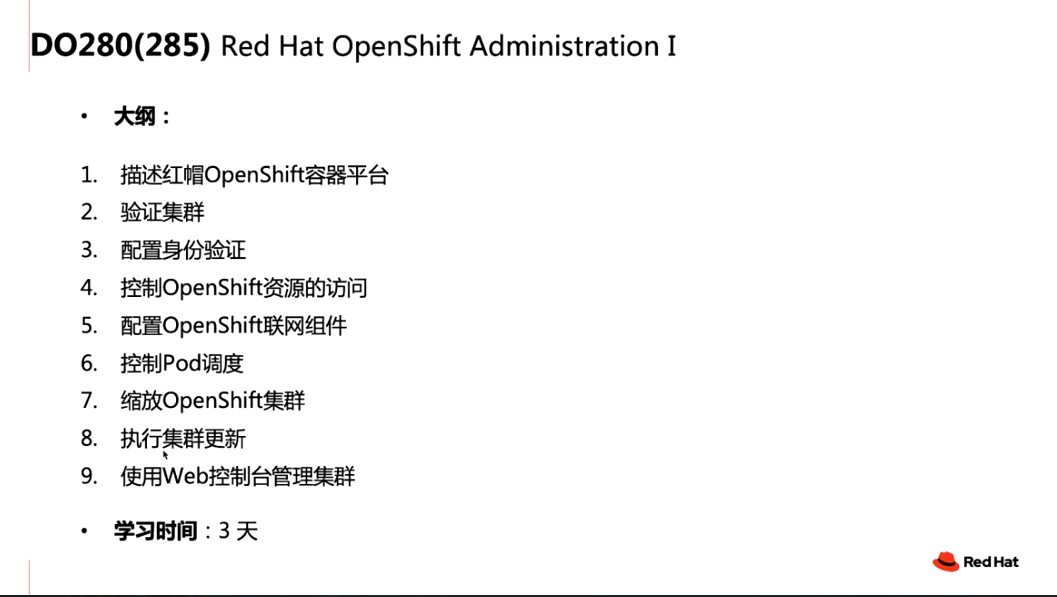 DO280(285) Red Hat OpenShift Administration I
• 大纲：
1. 描述红帽OpenShift容器平台
2. 验证集群
3. 配置身份验证
4. 控制OpenShift资源的访问
5. 配置OpenShift联网组件
6. 控制Pod调度
7. 缩放OpenShift集群
8. 执行集群更新
9. 使用Web控制台管理集群
• 学习时间：3 天
Red Hat